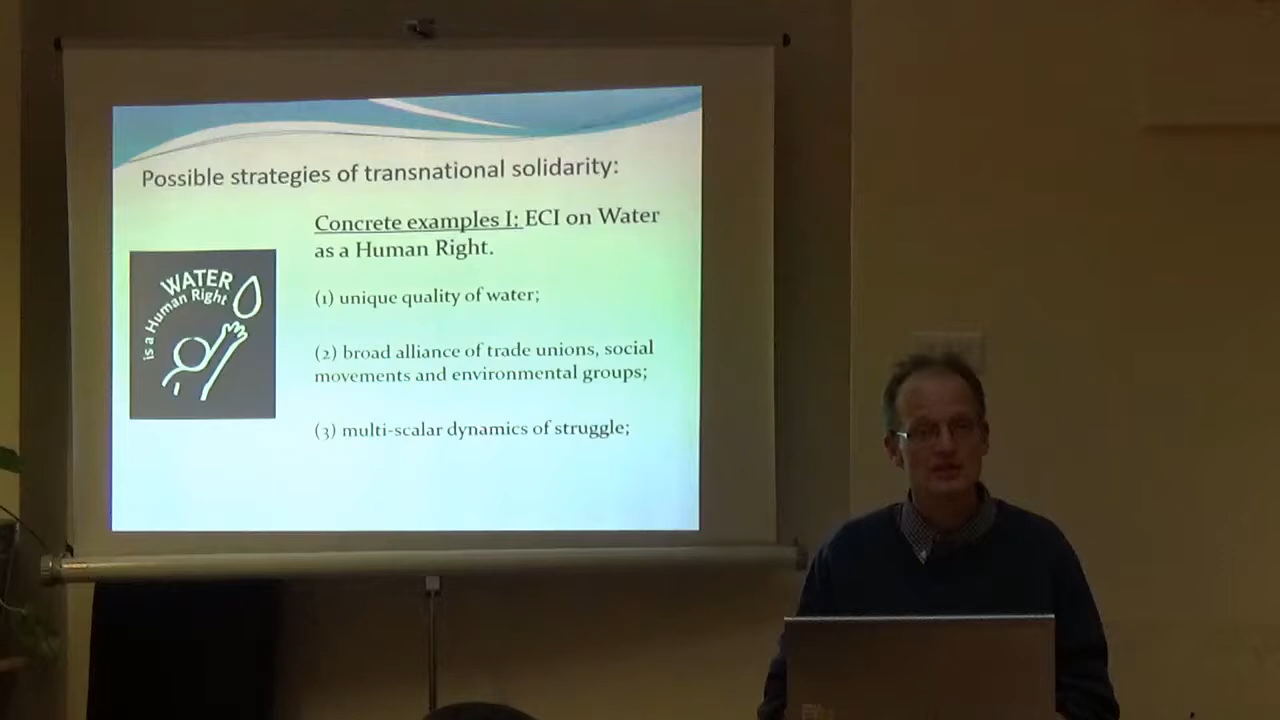 Possible strategies of transnational solidarity:
Concrete examples I: ECI on Water
as a Human Right.
WATER
is a Human Right
(1) unique quality of water;
(2) broad alliance of trade unions, social
movements and environmental groups;
(3) multi-scalar dynamics of struggle;